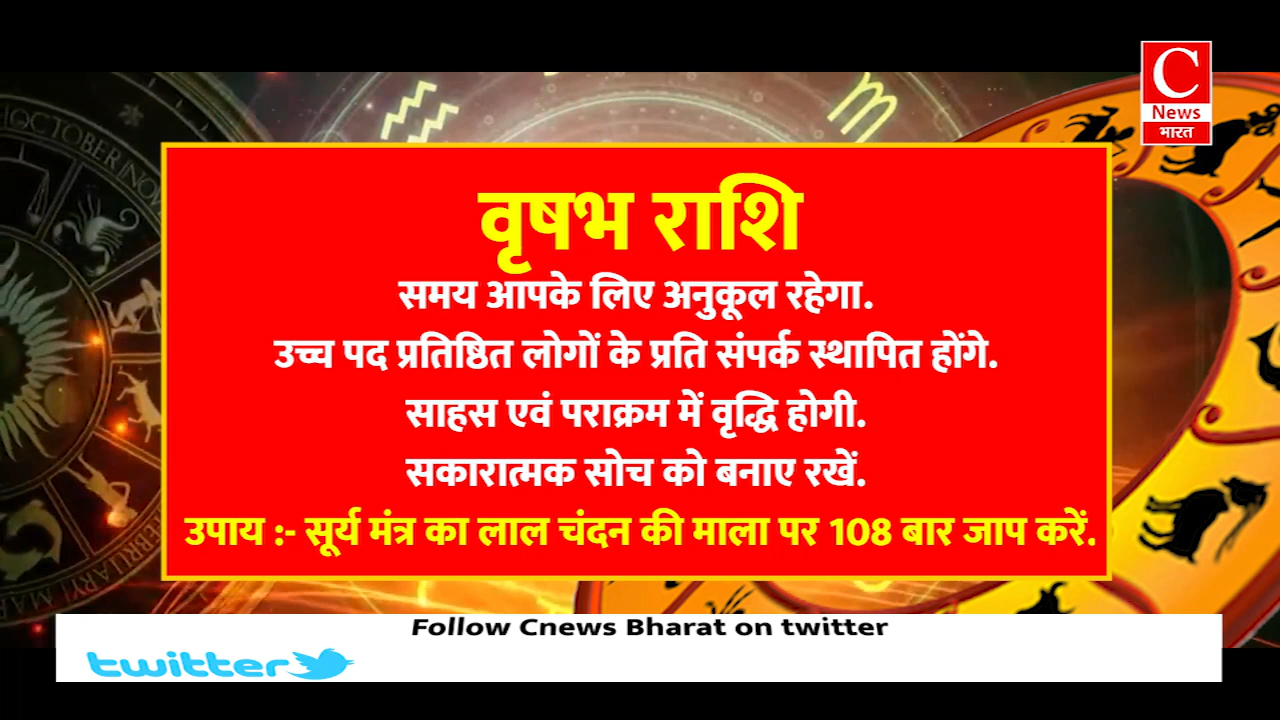 C
News
भारत
OCTOBER
वृषभ राशि
समय आपके लिए अनुकूल रहेगा.
उच्च पद प्रतिष्ठित लोगों के प्रति संपर्क स्थापित होंगे.
साहस एवं पराक्रम में वृद्धि होगी.
सकारात्मक सोच को बनाए रखें.
उपाय :- सूर्य मंत्र का लाल चंदन की माला पर 108 बार जाप करें.
Follow Cnews Bharat on twitter
twitter